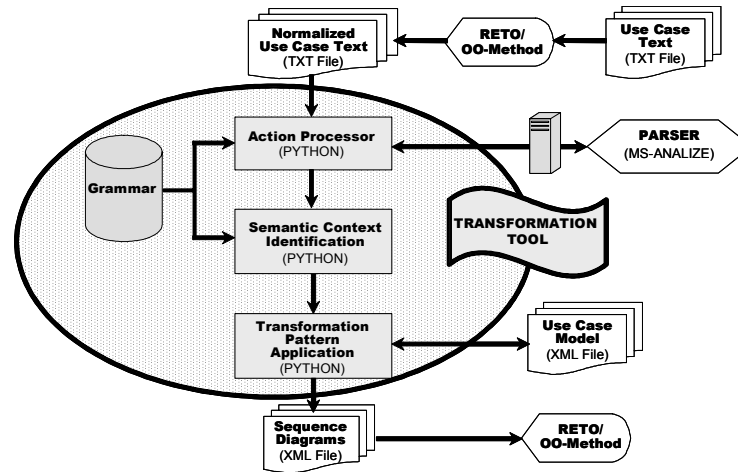 Normalized
Use Case Text
(TXT File)
RETO/
OO-Method
Use Case
Text
(TXT File)
Action Processor
(PYTHON)
PARSER
(MS-ANALIZE)
Grammar
Semantic Context
Identification
(PYTHON)
TRANSFORMATION
TOOL
Transformation
Pattern
Application
(PYTHON)
Use Case
Model
(XML File)
Sequence
Diagrams
(XML File)
RETO/
OO-Method